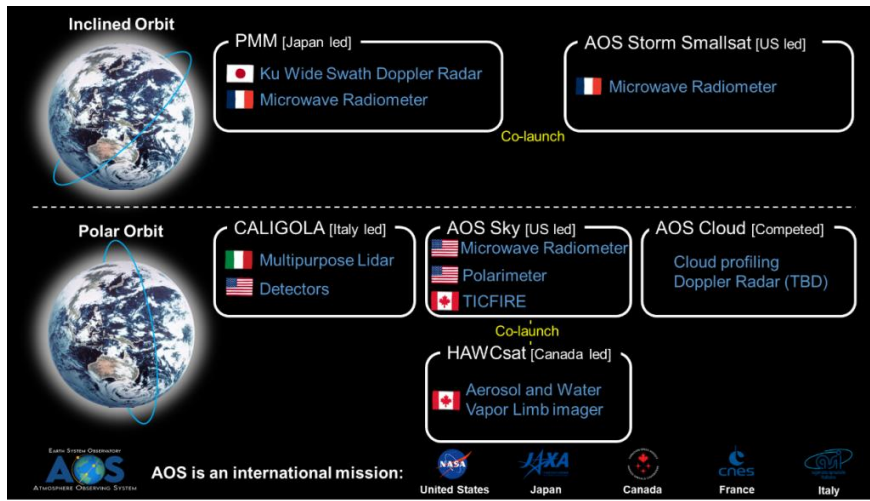 Inclined Orbit
PMM [Japan led]
Ku Wide Swath Doppler Radar
Microwave Radiometer
AOS Storm Smallsat [US led]
Microwave Radiometer
Co-launch
Polar Orbit
CALIGOLA [Italy led]
Multipurpose Lidar
Detectors
AOS Sky [US led]
Microwave Radiometer
Polarimeter
TICFIRE
AOS Cloud [Competed]
Cloud profiling
Doppler Radar (TBD)
Co-launch
HAWCsat [Canada led]
Aerosol and Water
Vapor Limb imager
EARTH SYSTEM OBSERVATORY
AOS
ATMOSPHERE OBSERVING SYSTEM
AOS is an international mission:
NASA
United States
JAXA
Japan
Canada
cnes
France
Italy